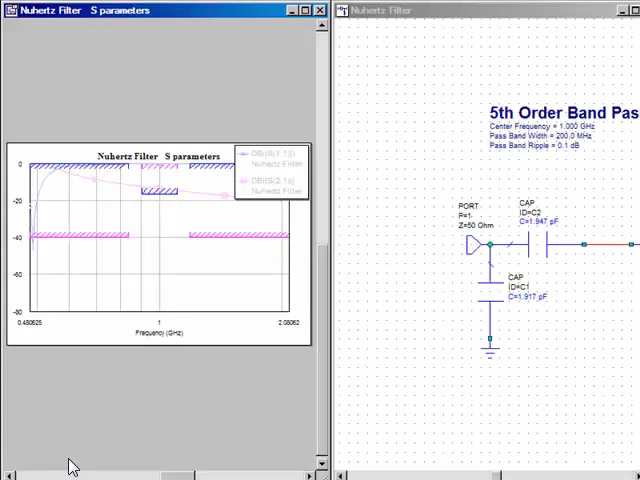 Nuhertz Filter S parameters
Nuhertz Filter
Nuhertz Filter S parameters
DB(|S(1,1)|)
Nuhertz Filter
DB(|S(2,1)|)
Nuhertz Filter
0
-20
-40
-60
-80
0.480625
1
2.08062
Frequency (GHz)
5th Order Band Pas
Center Frequency = 1.000 GHz
Pass Band Width = 200.0 MHz
Pass Band Ripple = 0.1 dB
PORT
P=1
Z=50 Ohm
CAP
ID=C2
C=1.947 pF
CAP
ID=C1
C=1.917 pF